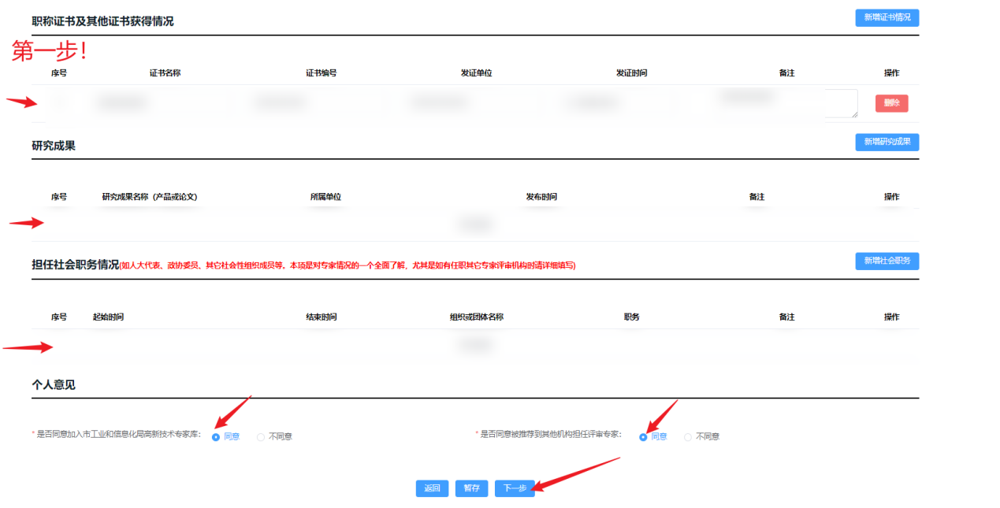 职称证书及其他证书获得情况 新增证书情况
第一步!
序号 证书名称 证书编号 发证单位 发证时间 备注 操作
删除
研究成果 新增研究成果
序号 研究成果名称（产品或论文） 所属单位 发布时间 备注 操作
担任社会职务情况(如人大代表、政协委员、其它社会性组织成员等。本项是对专家情况的一个全面了解，尤其是如有任职其它专家评审机构时请详细填写) 新增社会职务
序号 起始时间 结束时间 组织或团体名称 职务 备注 操作
个人意见
* 是否同意加入市工业和信息化局高新技术专家库: 同意 不同意 * 是否同意被推荐到其他机构担任评审专家: 同意 不同意
返回 暂存 下一步